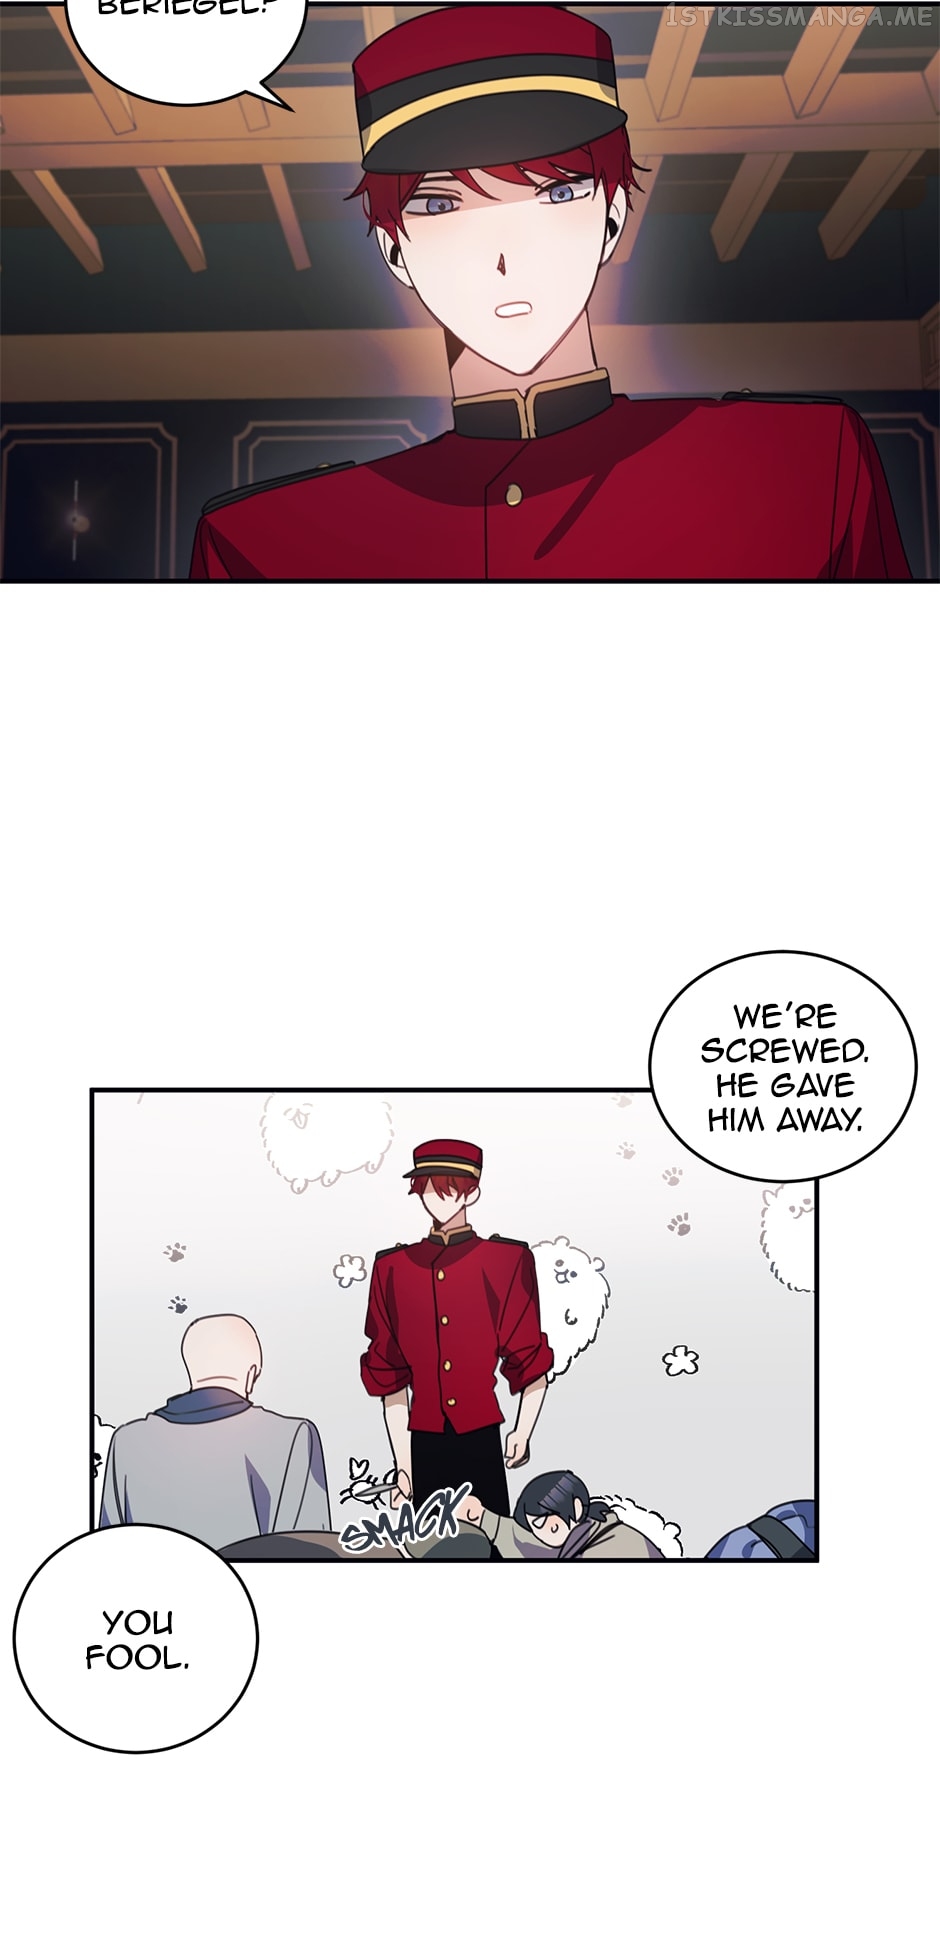 1STKISSMANGA.ME
BERIEGEL?
WE'RE
SCREWED.
HE GAVE
HIM AWAY.
SMACK
YOU
FOOL.